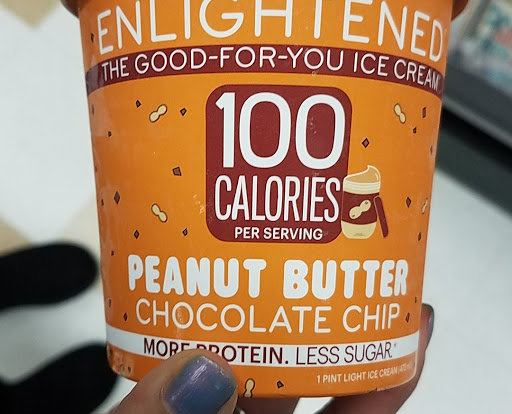 ENLIGHTENED
THE GOOD-FOR-YOU ICE CREAM
100
CALORIES
PER SERVING
PEANUT BUTTER
CHOCOLATE CHIP
MORE PROTEIN. LESS SUGAR.*
1 PINT LIGHT ICE CREAM